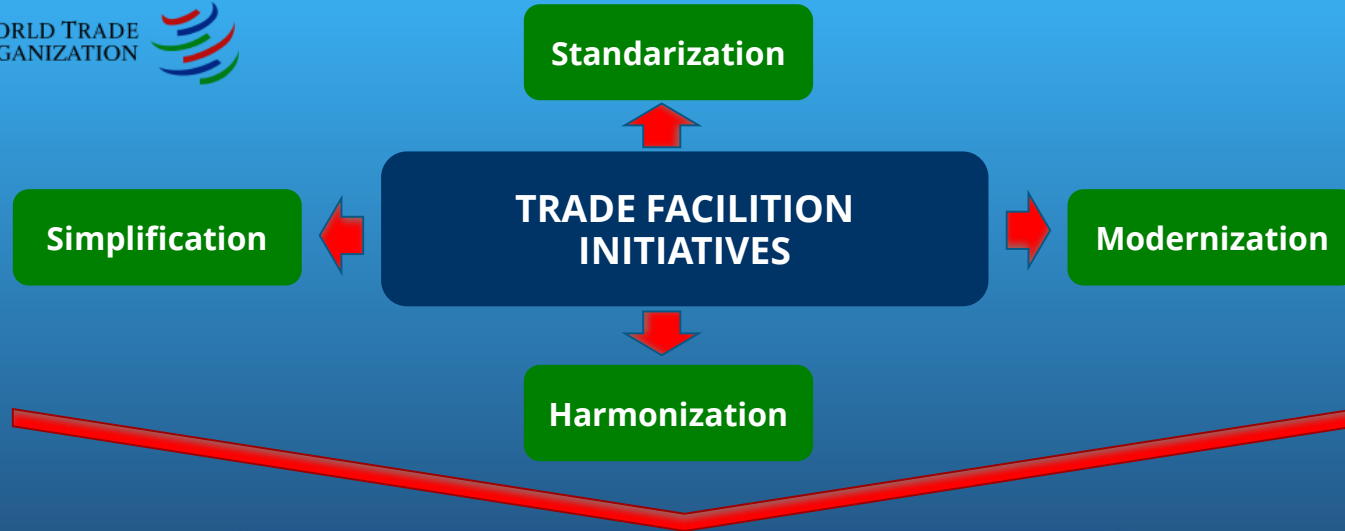 ORLD TRADE
GANIZATION
Standarization
TRADE FACILITION
INITIATIVES
Simplification
Modernization
Harmonization